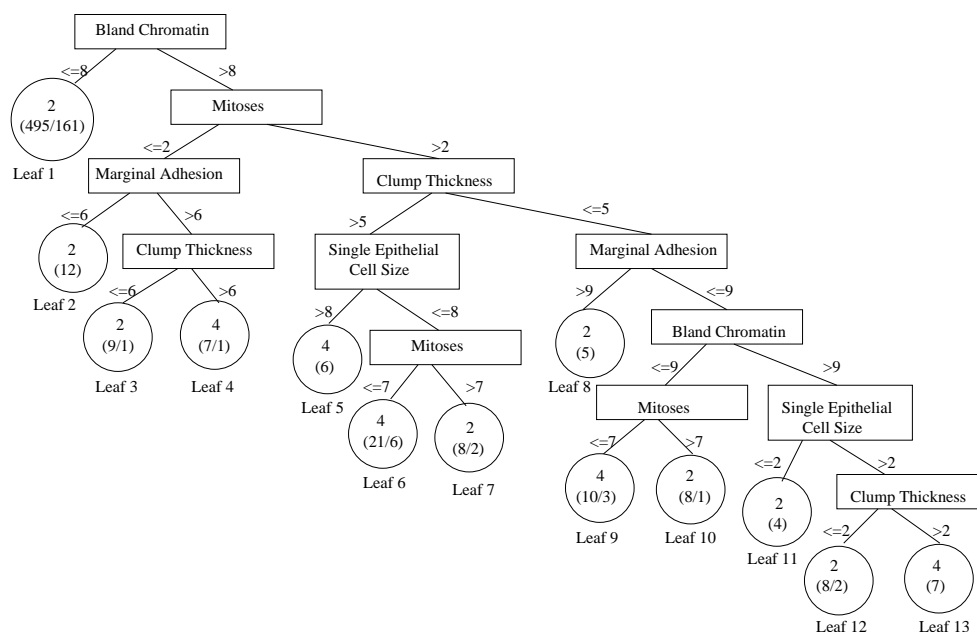 Bland Chromatin
<=8
>8
2
(495/161)
Leaf 1
Mitoses
<=2
>2
Marginal Adhesion
Clump Thickness
<=6
>6
2
(12)
Leaf 2
Clump Thickness
<=6
>6
2
(9/1)
Leaf 3
4
(7/1)
Leaf 4
>5
<=5
Single Epithelial
Cell Size
>8
<=8
4
(6)
Leaf 5
Mitoses
<=7
>7
4
(21/6)
Leaf 6
2
(8/2)
Leaf 7
Marginal Adhesion
>9
<=9
2
(5)
Leaf 8
Bland Chromatin
<=9
>9
Mitoses
<=7
>7
4
(10/3)
Leaf 9
2
(8/1)
Leaf 10
Single Epithelial
Cell Size
<=2
>2
2
(4)
Leaf 11
Clump Thickness
<=2
>2
2
(8/2)
Leaf 12
4
(7)
Leaf 13